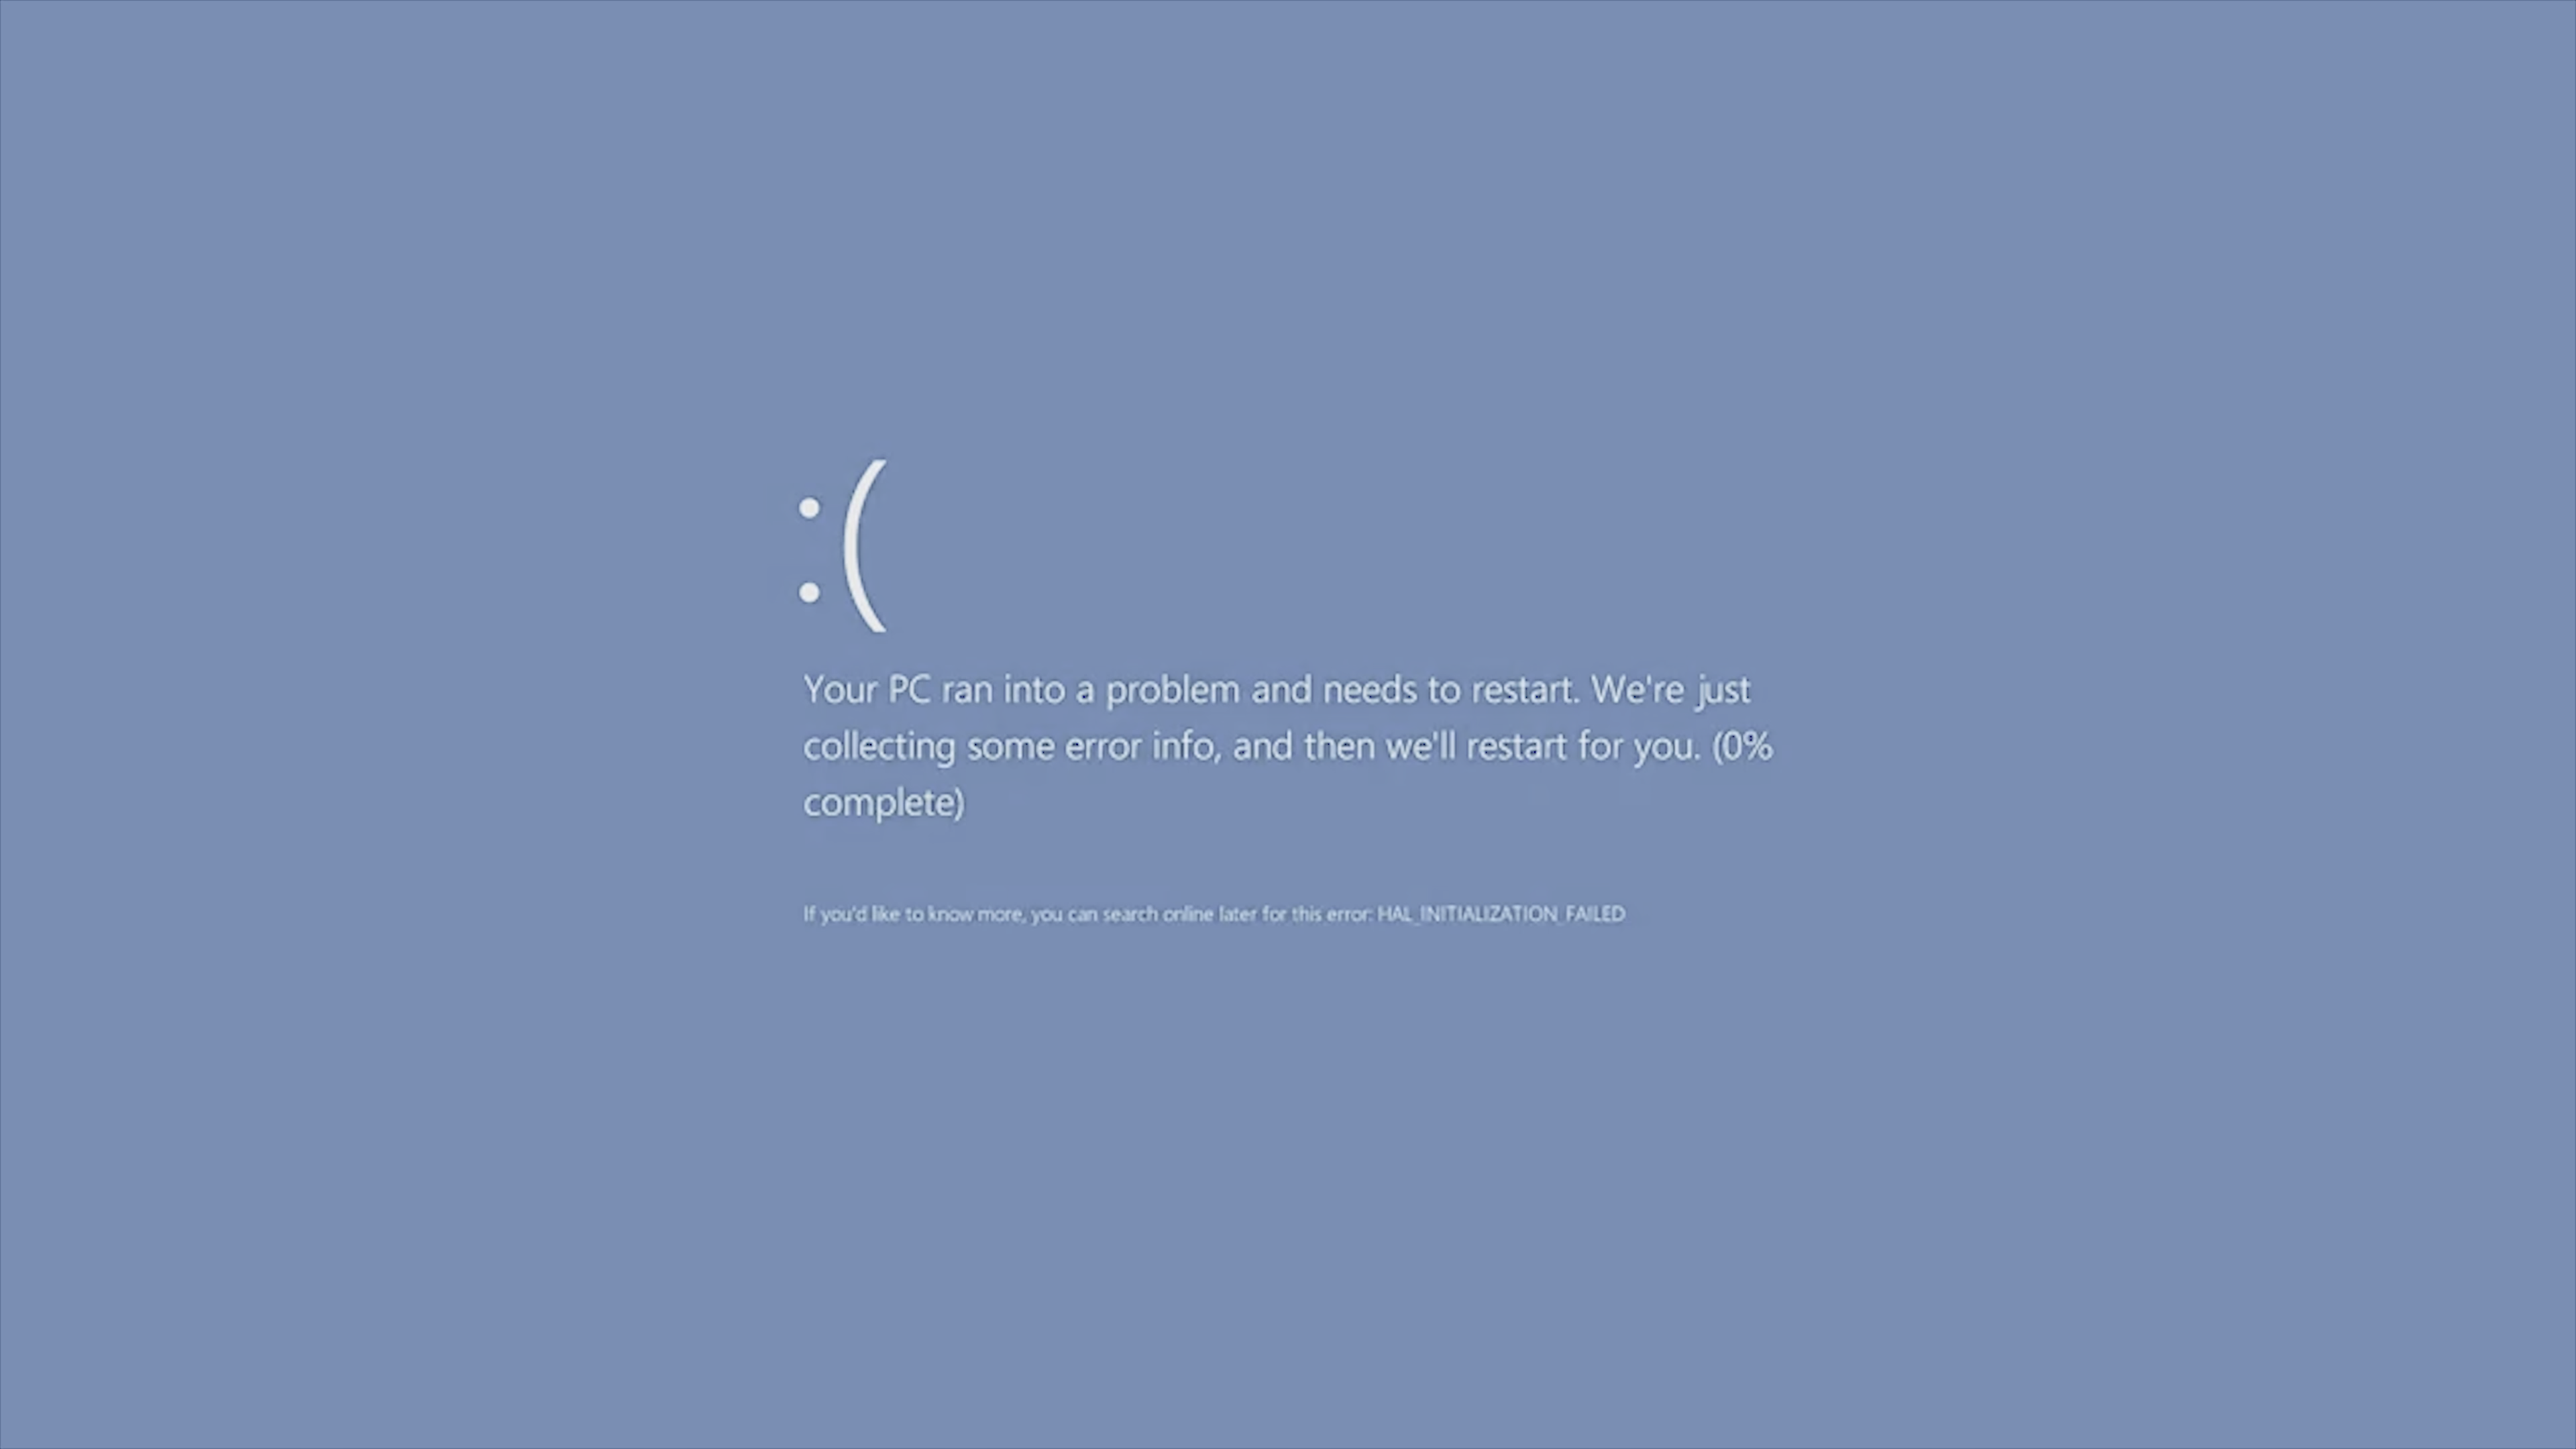 :(
Your PC ran into a problem and needs to restart. We're just
collecting some error info, and then we'll restart for you. (0%
complete)
If you'd like to know more, you can search online later for this error: HAL_INITIALIZATION_FAILED